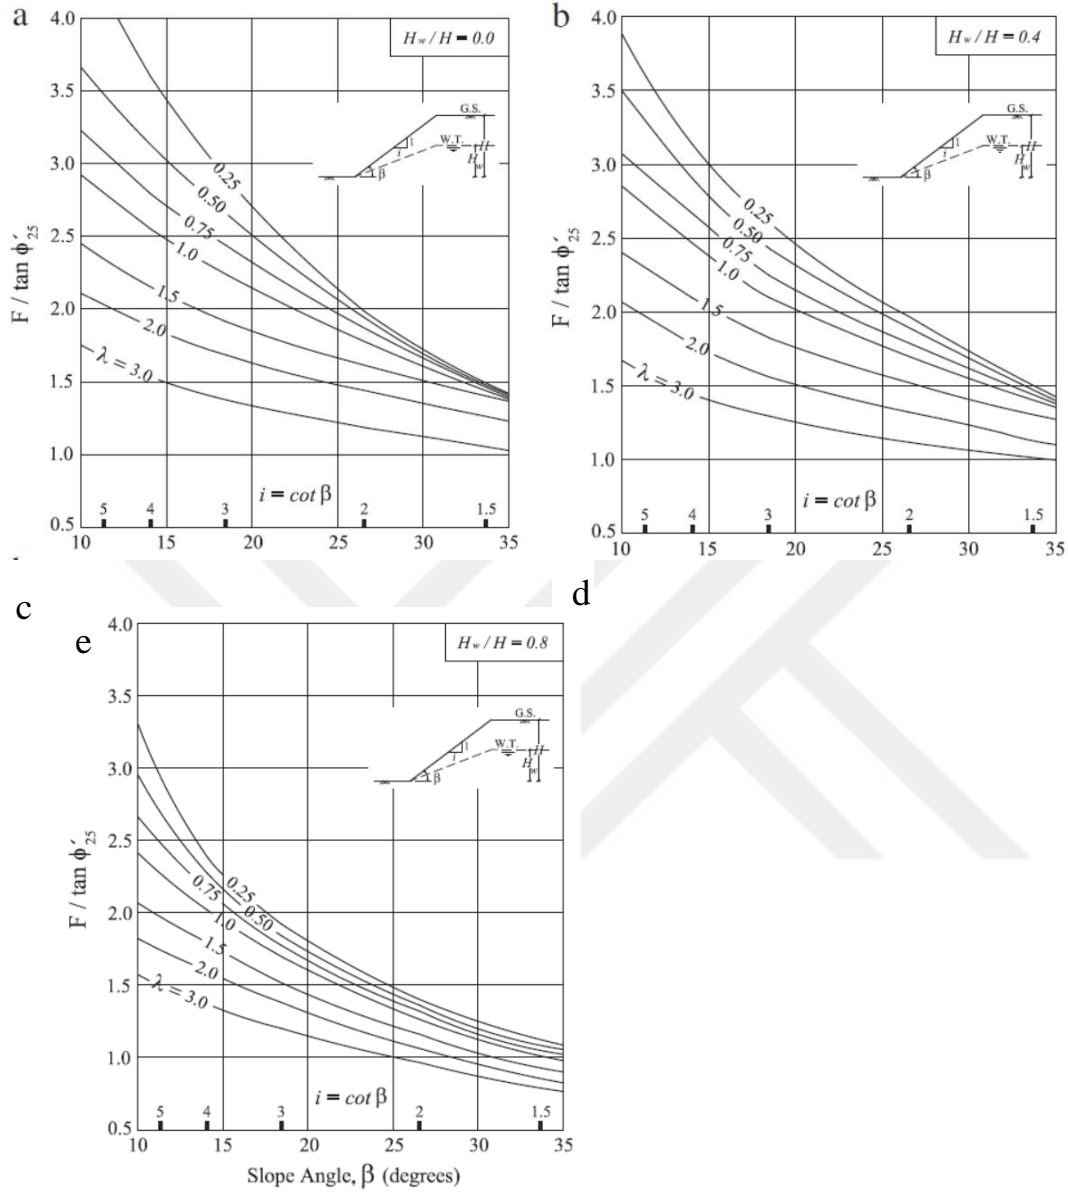 a
H w / H = 0.0
4.0
3.5
3.0
2.5
2.0
1.5
1.0
0.5
F / tan ϕ′25
G.S.
W.T.
1
i
β
H
Hw
0.25
0.50
0.75
1.0
1.5
2.0
λ = 3.0
i = cot β
5 4 3 2 1.5
10 15 20 25 30 35
b
H w / H = 0.4
4.0
3.5
3.0
2.5
2.0
1.5
1.0
0.5
F / tan ϕ′25
G.S.
W.T.
1
i
β
H
Hw
0.25
0.50
0.75
1.0
1.5
2.0
λ = 3.0
i = cot β
5 4 3 2 1.5
10 15 20 25 30 35
c
d
e
H w / H = 0.8
4.0
3.5
3.0
2.5
2.0
1.5
1.0
0.5
F / tan ϕ′25
G.S.
W.T.
1
i
β
H
Hw
0.25
0.50
0.75
1.0
1.5
2.0
λ = 3.0
i = cot β
5 4 3 2 1.5
10 15 20 25 30 35
Slope Angle, β (degrees)